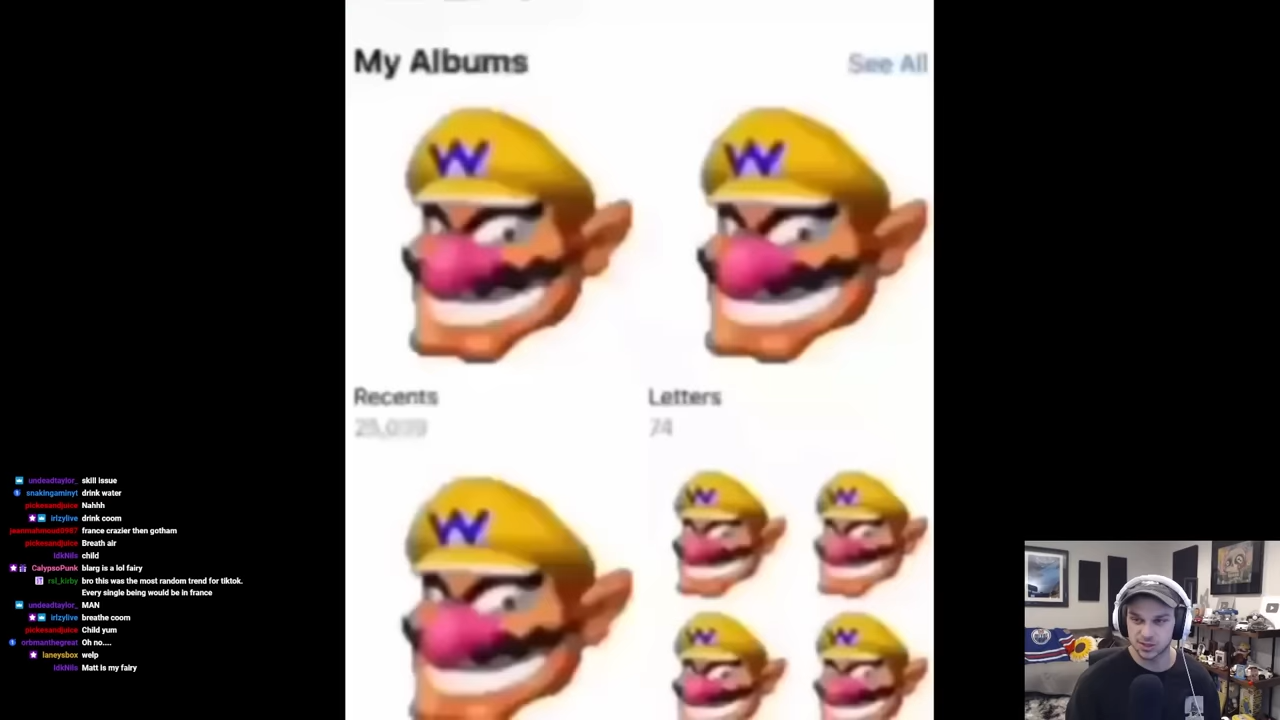 My Albums
See All
W
W
Recents
Letters
74
W
W
W
W
W
undeadtaylor_ skill issue
snakingaminyt drink water
pickesandjuice Nahhh
irlzylive drink coom
france crazier then gotham
pickesandjuice Breath air
IdkNils child
CalypsoPunk blarg is a lol fairy
rsl_kirby bro this was the most random trend for tiktok.
Every single being would be in france
undeadtaylor_ MAN
irlzylive breathe coom
pickesandjuice Child yum
orbmanthegreat Oh no....
laneysbox welp
IdkNils Matt is my fairy